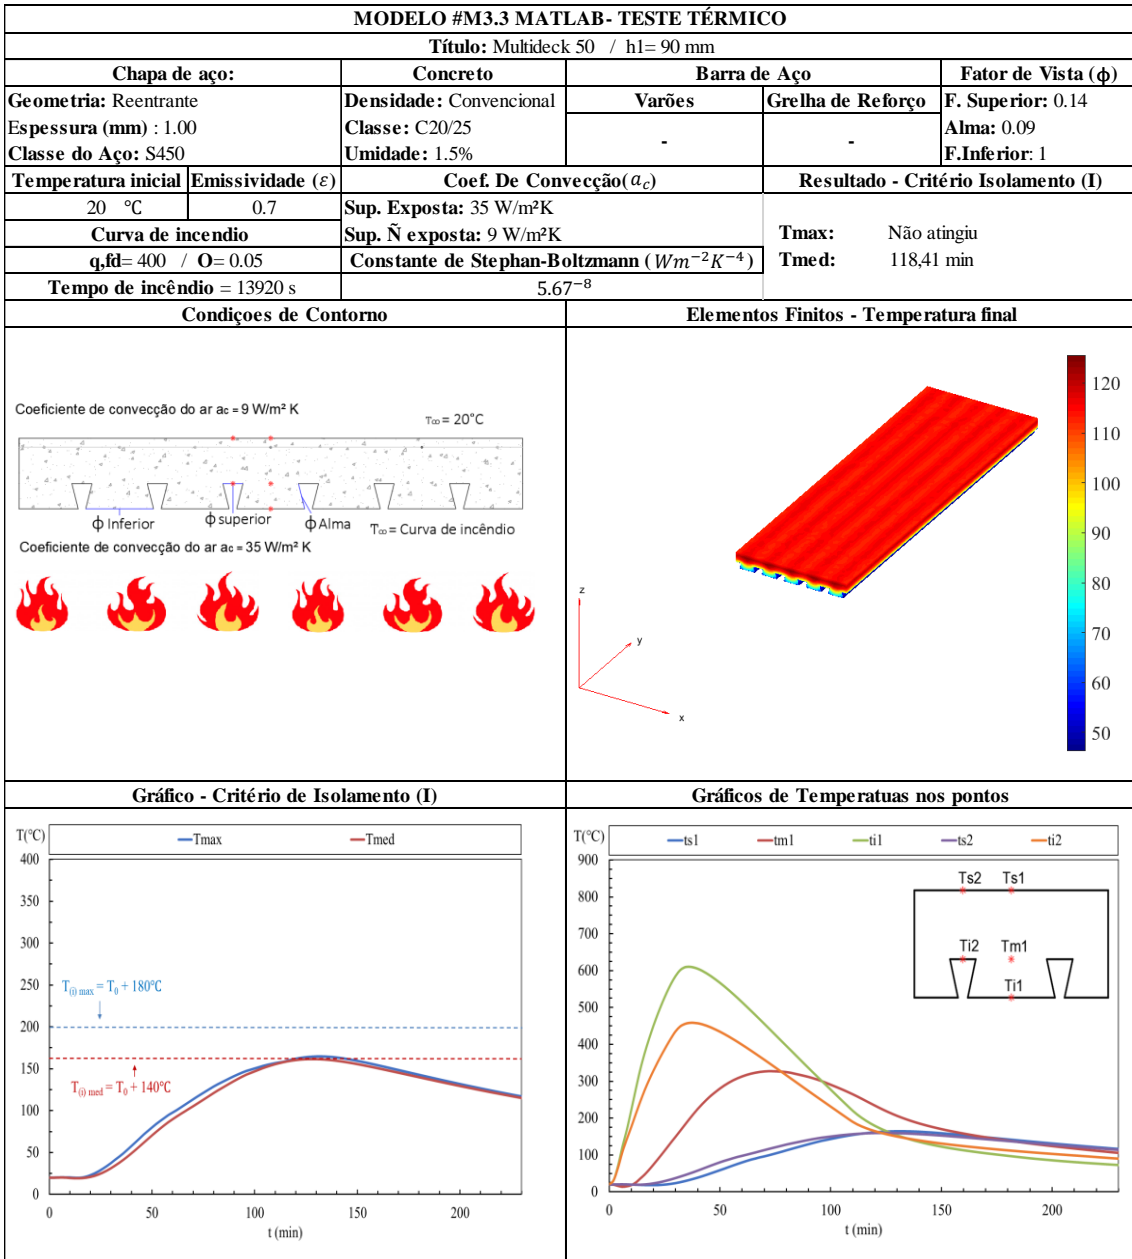 MODELO #M3.3 MATLAB- TESTE TÉRMICO
Título: Multideck 50 / h1= 90 mm
Chapa de aço: Concreto Barra de Aço Fator de Vista (ϕ)
Geometria: Reentrante Densidade: Convencional Varões Grelha de Reforço F. Superior: 0.14
Espessura (mm) : 1.00 Classe: C20/25 - - Alma: 0.09
Classe do Aço: S450 Umidade: 1.5% F.Inferior: 1
Temperatura inicial Emissividade (ε) Coef. De Convecção(a_c) Resultado - Critério Isolamento (I)
20 °C 0.7 Sup. Exposta: 35 W/m²K
Curva de incendio Sup. Ñ exposta: 9 W/m²K Tmax: Não atingiu
q,fd= 400 / O= 0.05 Constante de Stephan-Boltzmann (Wm⁻²K⁻⁴) Tmed: 118,41 min
Tempo de incêndio = 13920 s 5.67⁻⁸
Condiçoes de Contorno Elementos Finitos - Temperatura final
Coeficiente de convecção do ar ac = 9 W/m² K T∞ = 20°C
ϕ Inferior ϕ superior ϕ Alma T∞ = Curva de incêndio
Coeficiente de convecção do ar ac = 35 W/m² K
120
110
100
90
80
70
60
50
z
y
x
Gráfico - Critério de Isolamento (I) Gráficos de Temperatuas nos pontos
T(°C) Tmax Tmed
400
350
300
250
200
150
100
50
0
T(i) max = T0 + 180°C
T(i) med = T0 + 140°C
0 50 100 150 200
t (min)
T(°C) ts1 tm1 ti1 ts2 ti2
900
800
700
600
500
400
300
200
100
0
Ts2 Ts1
Ti2 Tm1
Ti1
0 50 100 150 200
t (min)